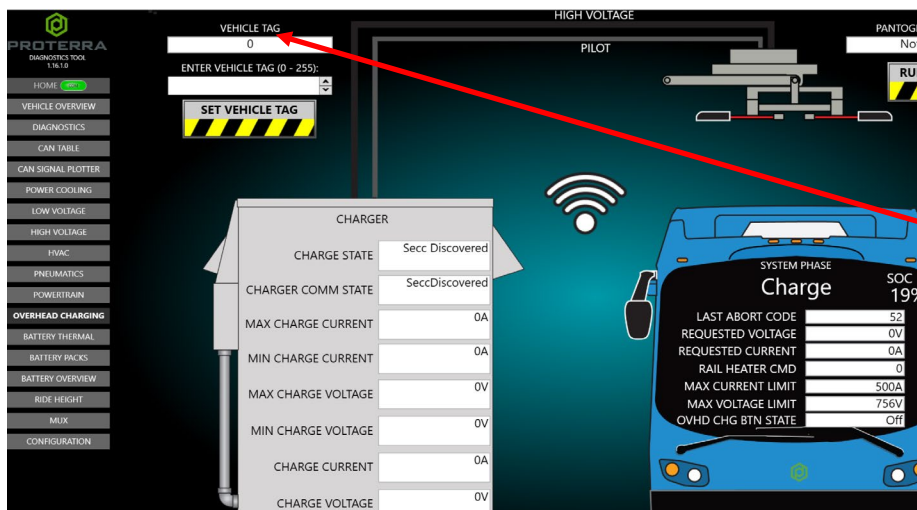 PROTERRA
DIAGNOSTICS TOOL
1.16.1.0
HOME
VEHICLE OVERVIEW
DIAGNOSTICS
CAN TABLE
CAN SIGNAL PLOTTER
POWER COOLING
LOW VOLTAGE
HIGH VOLTAGE
HVAC
PNEUMATICS
POWERTRAIN
OVERHEAD CHARGING
BATTERY THERMAL
BATTERY PACKS
BATTERY OVERVIEW
RIDE HEIGHT
MUX
CONFIGURATION
VEHICLE TAG
0
ENTER VEHICLE TAG (0 - 255):
SET VEHICLE TAG
HIGH VOLTAGE
PILOT
PANTOG
No
RU
CHARGER
CHARGE STATE Secc Discovered
CHARGER COMM STATE SeccDiscovered
MAX CHARGE CURRENT 0A
MIN CHARGE CURRENT 0A
MAX CHARGE VOLTAGE 0V
MIN CHARGE VOLTAGE 0V
CHARGE CURRENT 0A
CHARGE VOLTAGE 0V
SYSTEM PHASE
Charge
SOC
19%
LAST ABORT CODE 52
REQUESTED VOLTAGE 0V
REQUESTED CURRENT 0A
RAIL HEATER CMD 0
MAX CURRENT LIMIT 500A
MAX VOLTAGE LIMIT 756V
OVHD CHG BTN STATE Off